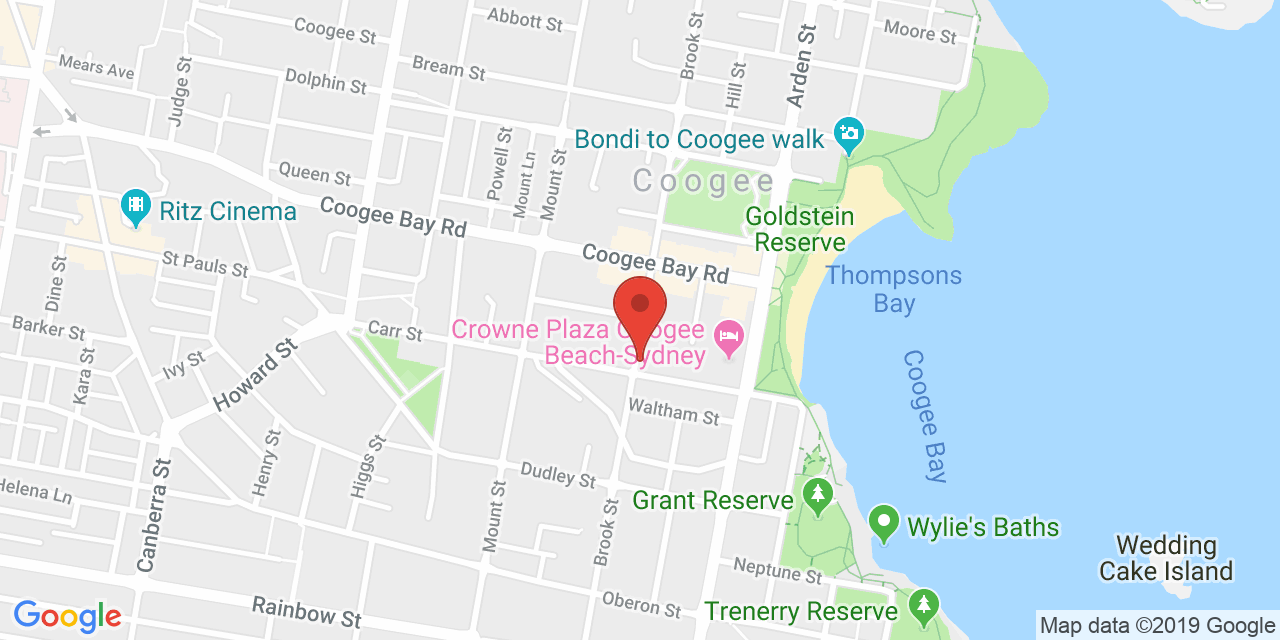 Abbott St
Moore St
Coogee St
Brook St
Arden St
Mears Ave
Bream St
Dolphin St
Hill St
Judge St
Bondi to Coogee walk
Powell St
Mount Ln
Mount St
Queen St
Coogee
Ritz Cinema
Coogee Bay Rd
Goldstein
Reserve
Coogee Bay Rd
St Pauls St
Dine St
Thompsons
Bay
Barker St
Carr St
Crowne Plaza Coogee
Beach-Sydney
Ivy St
Kara St
Howard St
Coogee Bay
Waltham St
Henry St
Higgs St
Dudley St
Helena Ln
Canberra St
Mount St
Brook St
Grant Reserve
Wylie's Baths
Wedding
Cake Island
Neptune St
Rainbow St
Oberon St
Trenerry Reserve
Google
Map data ©2019 Google